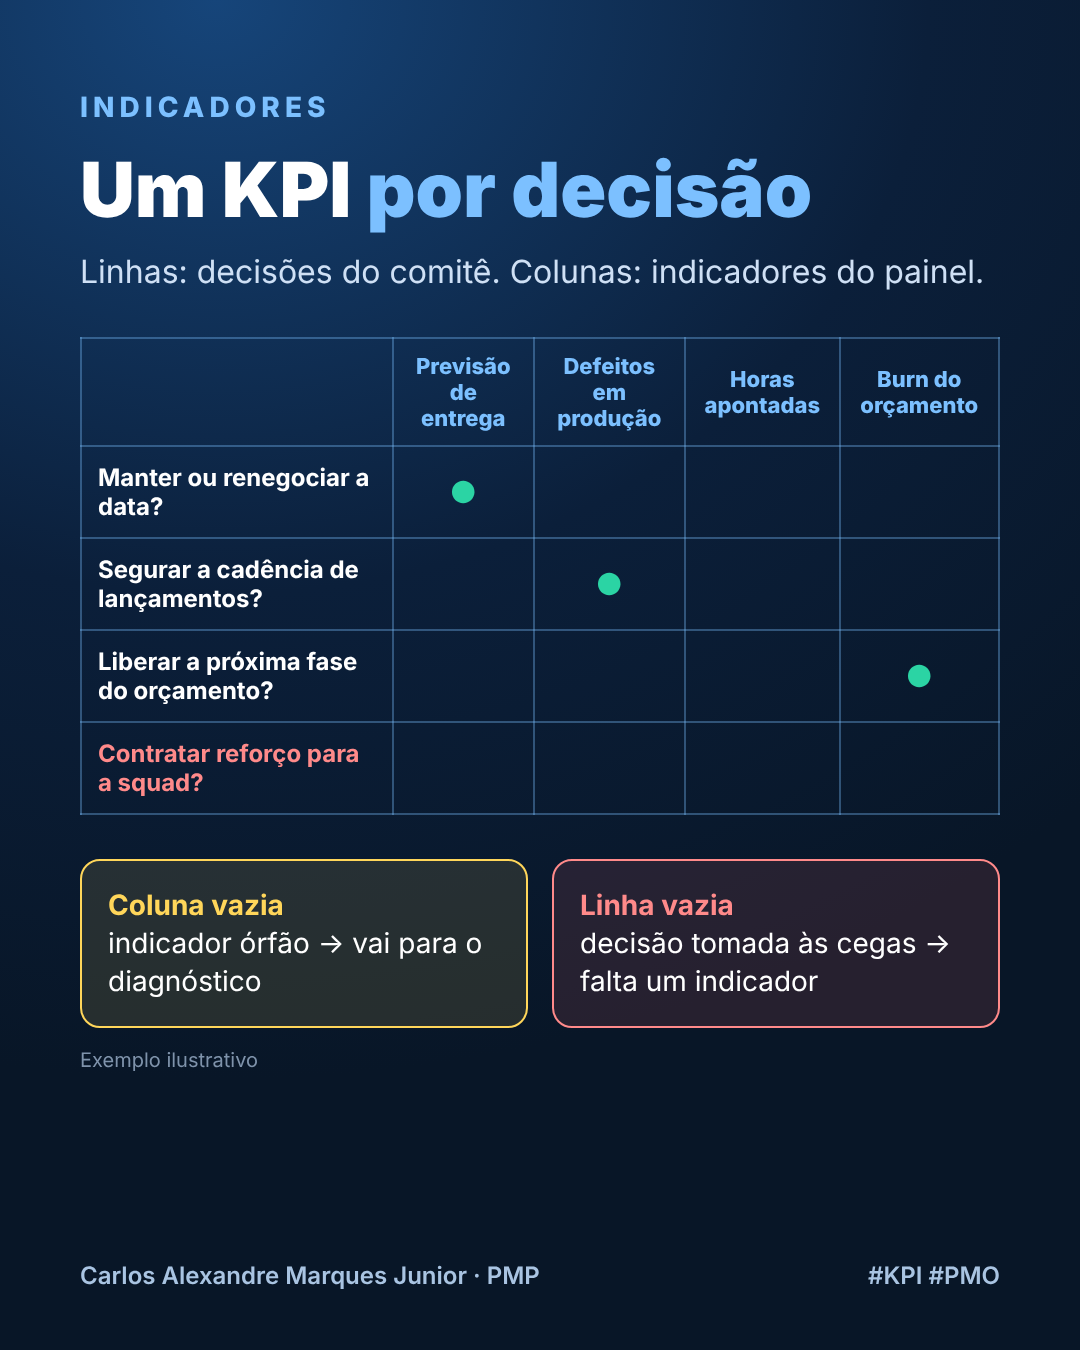 INDICADORES
Um KPI por decisão
Linhas: decisões do comitê. Colunas: indicadores do painel.
Previsão
de
entrega
Defeitos
em
produção
Horas
apontadas
Burn do
orçamento
Manter ou renegociar a
data?
Segurar a cadência de
lançamentos?
Liberar a próxima fase
do orçamento?
Contratar reforço para
a squad?
Coluna vazia
indicador órfão → vai para o
diagnóstico
Linha vazia
decisão tomada às cegas →
falta um indicador
Exemplo ilustrativo
Carlos Alexandre Marques Junior · PMP
#KPI #PMO